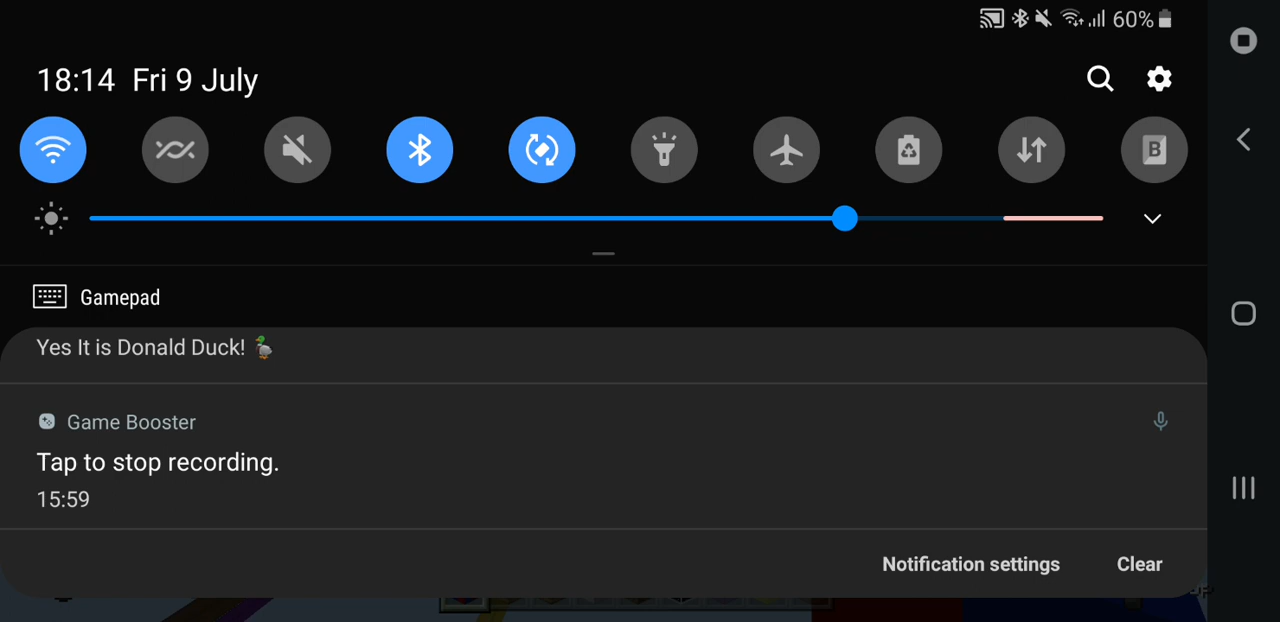 60%
18:14 Fri 9 July
B
Gamepad
Yes It is Donald Duck! 🦆
Game Booster
Tap to stop recording.
15:59
Notification settings
Clear